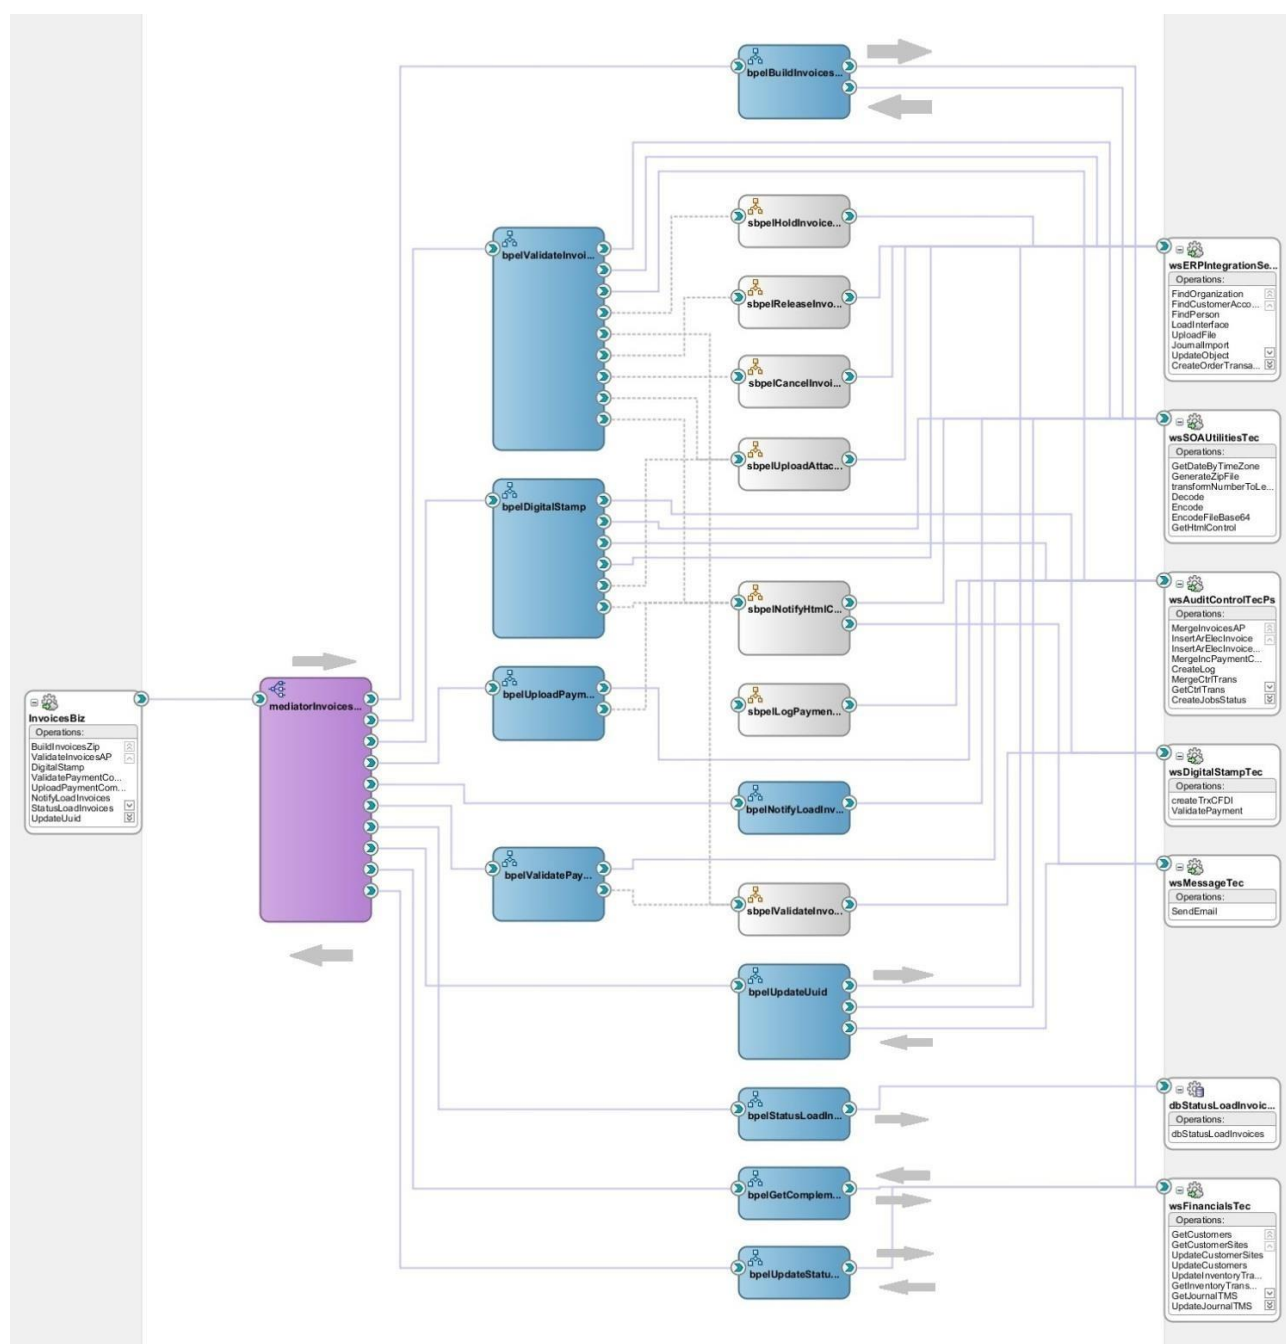 InvoicesBiz
Operations:
BuildInvoicesZip
ValidateInvoicesAP
DigitalStamp
ValidatePaymentCo...
UploadPaymentCom...
NotifyLoadInvoices
StatusLoadInvoices
UpdateUuid
mediatorInvoices...
bpelValidateInvoi...
bpelDigitalStamp
bpelUploadPaym...
bpelValidatePay...
bpelBuildInvoices...
sbpelHoldInvoice...
sbpelReleaseInvo...
sbpelCancelInvoi...
sbpelUploadAttac...
sbpelNotifyHtmlC...
sbpelLogPaymen...
bpelNotifyLoadInv...
sbpelValidateInvo...
bpelUpdateUuid
bpelStatusLoadIn...
bpelGetComplem...
bpelUpdateStatu...
wsERPIntegrationSe...
Operations:
FindOrganization
FindCustomerAcco...
FindPerson
LoadInterface
UploadFile
JournalImport
UpdateObject
CreateOrderTransa...
wsSOAUtilitiesTec
Operations:
GetDateByTimeZone
GenerateZipFile
transformNumberToLe...
Decode
Encode
EncodeFileBase64
GetHtmlControl
wsAuditControlTecPs
Operations:
MergeInvoicesAP
InsertArElecInvoice
InsertArElecInvoice...
MergeIncPaymentC...
CreateLog
MergeCtrlTrans
GetCtrlTrans
CreateJobsStatus
wsDigitalStampTec
Operations:
createTrxCFDI
ValidatePayment
wsMessageTec
Operations:
SendEmail
dbStatusLoadInvoic...
Operations:
dbStatusLoadInvoices
wsFinancialsTec
Operations:
GetCustomers
GetCustomerSites
UpdateCustomerSites
UpdateCustomers
UpdateInventoryTra...
GetInventoryTrans...
GetJournalTMS
UpdateJournalTMS